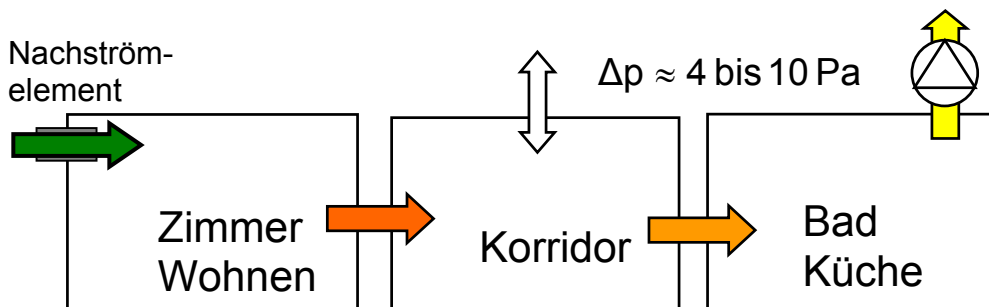 Nachström-
element
Δp ≈ 4 bis 10 Pa
Zimmer
Wohnen
Korridor
Bad
Küche